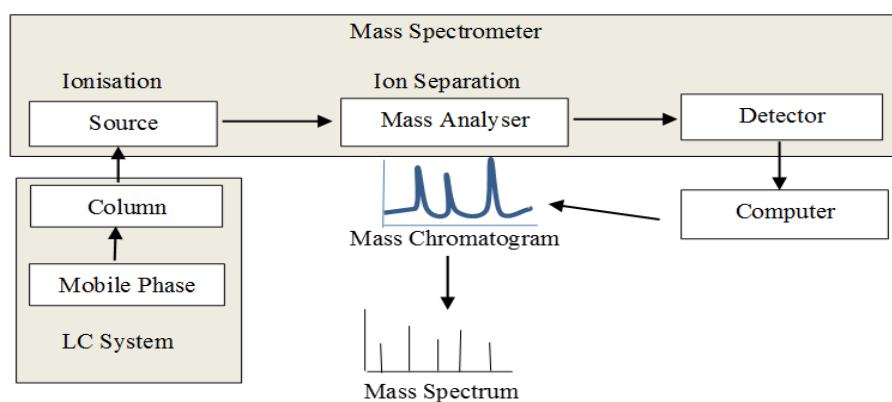 Mass Spectrometer
Ionisation
Ion Separation
Source
Mass Analyser
Detector
Column
Computer
Mass Chromatogram
Mobile Phase
LC System
Mass Spectrum